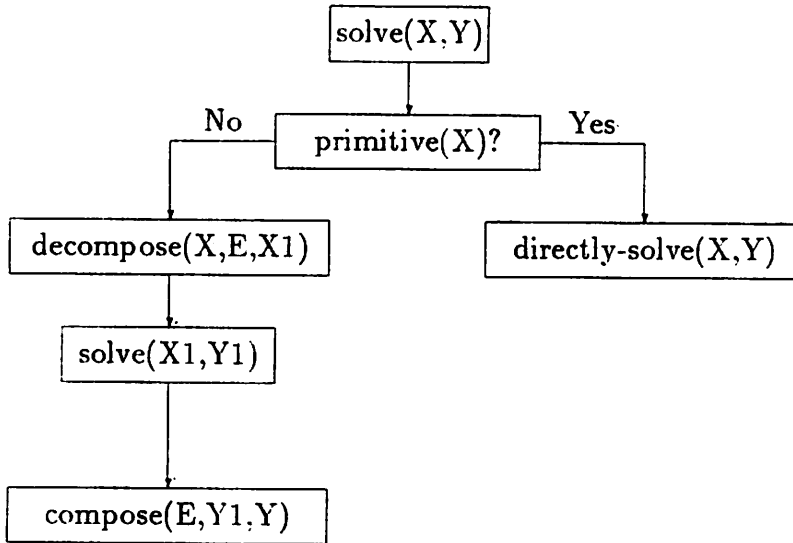 solve(X,Y)
No
primitive(X)?
Yes
decompose(X,E,X1)
directly-solve(X,Y)
solve(X1,Y1)
compose(E,Y1,Y)